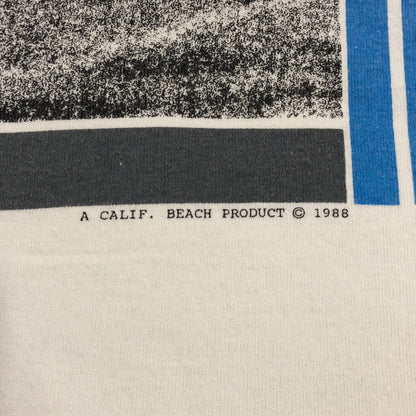 A CALIF. BEACH PRODUCT © 1988